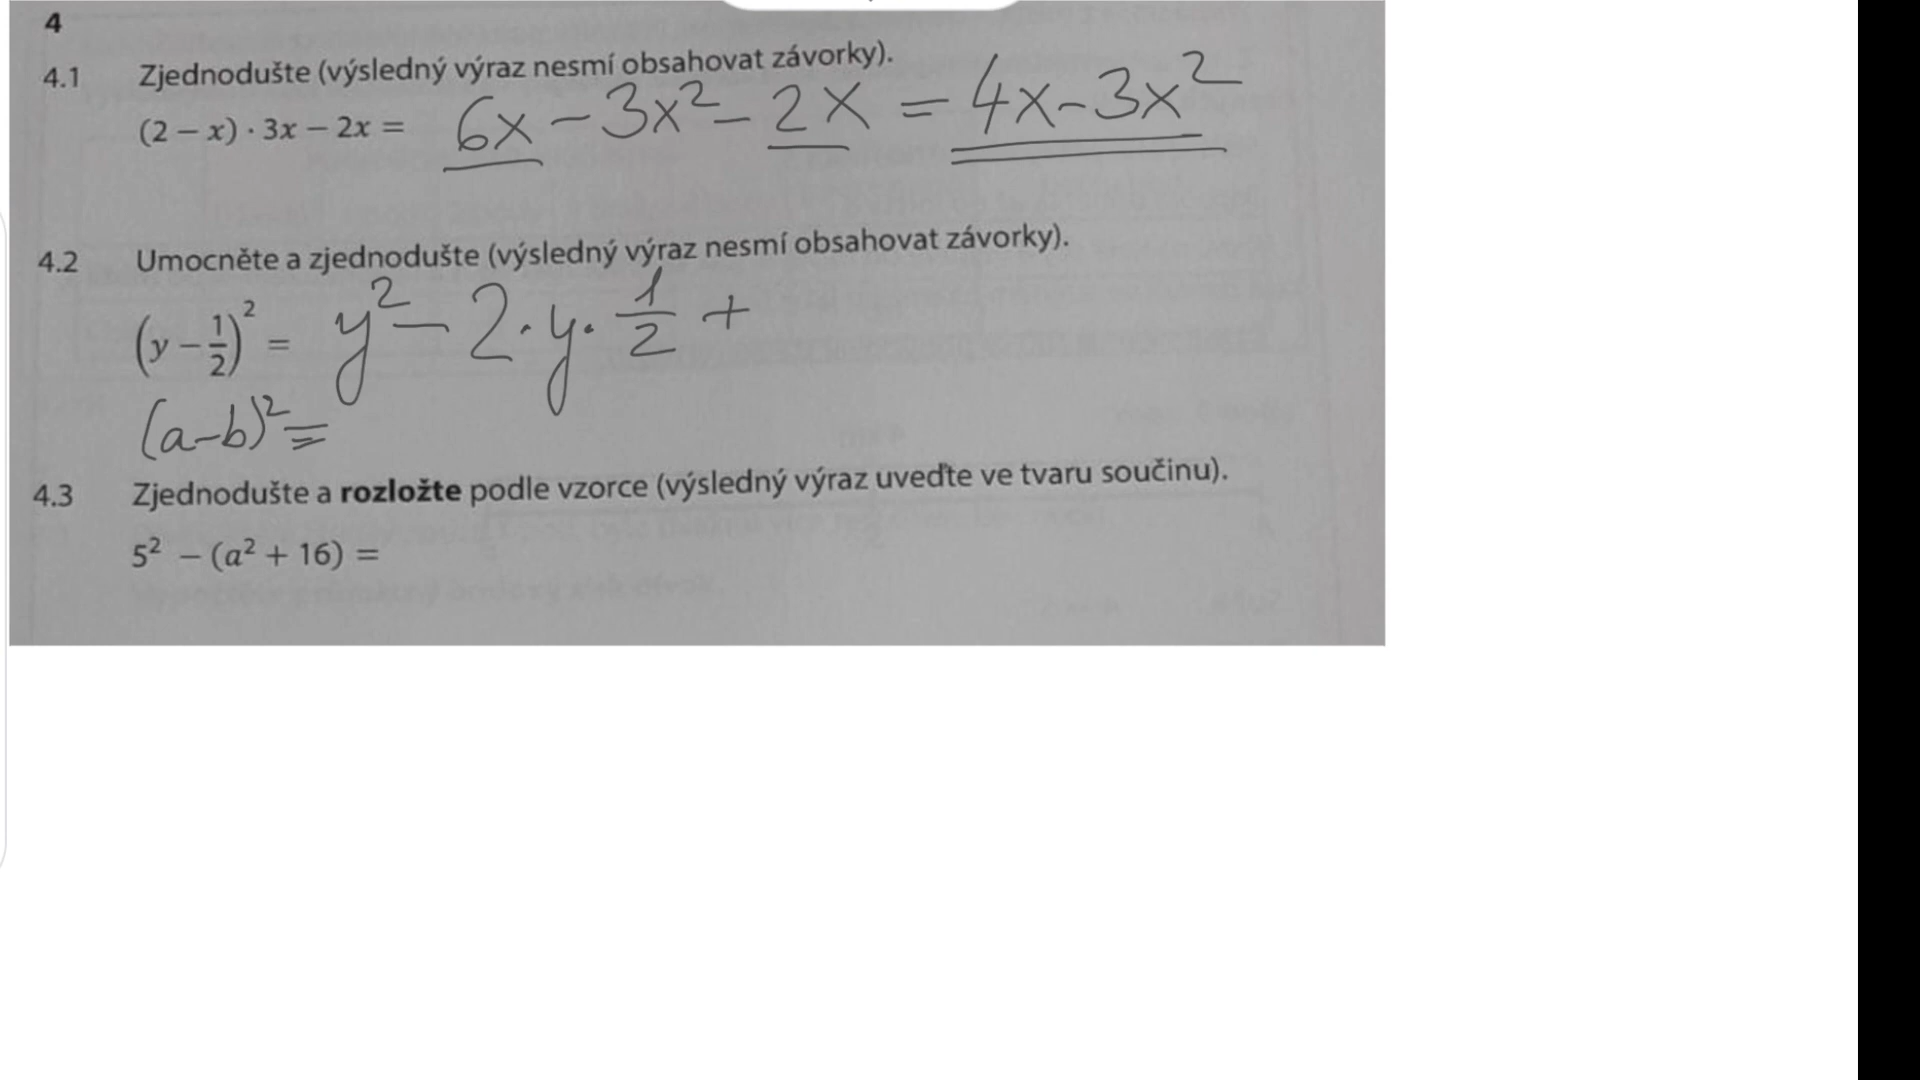 4
4.1 Zjednodušte (výsledný výraz nesmí obsahovat závorky).
(2 – x) · 3x – 2x = 6x – 3x² – 2x = 4x – 3x²
4.2 Umocněte a zjednodušte (výsledný výraz nesmí obsahovat závorky).
(y – 1/2)² = y² – 2·y·1/2 +
(a–b)² =
4.3 Zjednodušte a rozložte podle vzorce (výsledný výraz uveďte ve tvaru součinu).
5² – (a² + 16) =